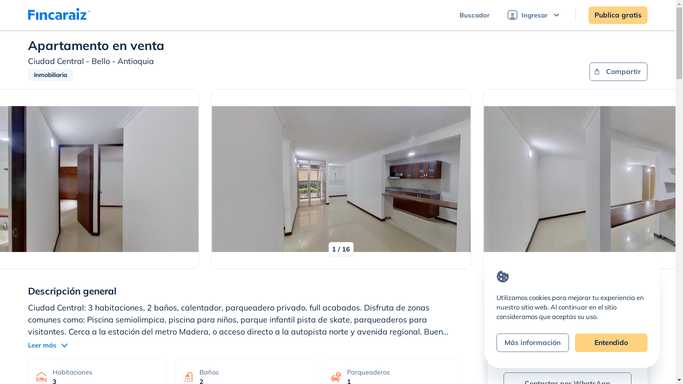 Fincaraiz
Buscador
Ingresar
Publica gratis
Apartamento en venta
Ciudad Central - Bello - Antioquia
Inmobiliaria
Compartir
1 / 16
Descripción general
Ciudad Central: 3 habitaciones, 2 baños, calentador, parqueadero privado, full acabados. Disfruta de zonas
comunes como: Piscina semiolimpica, piscina para niños, parque infantil pista de skate, parqueaderos para
visitantes. Cerca a la estación del metro Madera, o acceso directo a la autopista norte y avenida regional. Buen...
Leer más
Habitaciones
3
Baños
2
Parqueaderos
1
Utilizamos cookies para mejorar tu experiencia en
nuestro sitio web. Al continuar en el sitio
consideramos que aceptas su uso.
Más información
Entendido
Contactar por WhatsApp